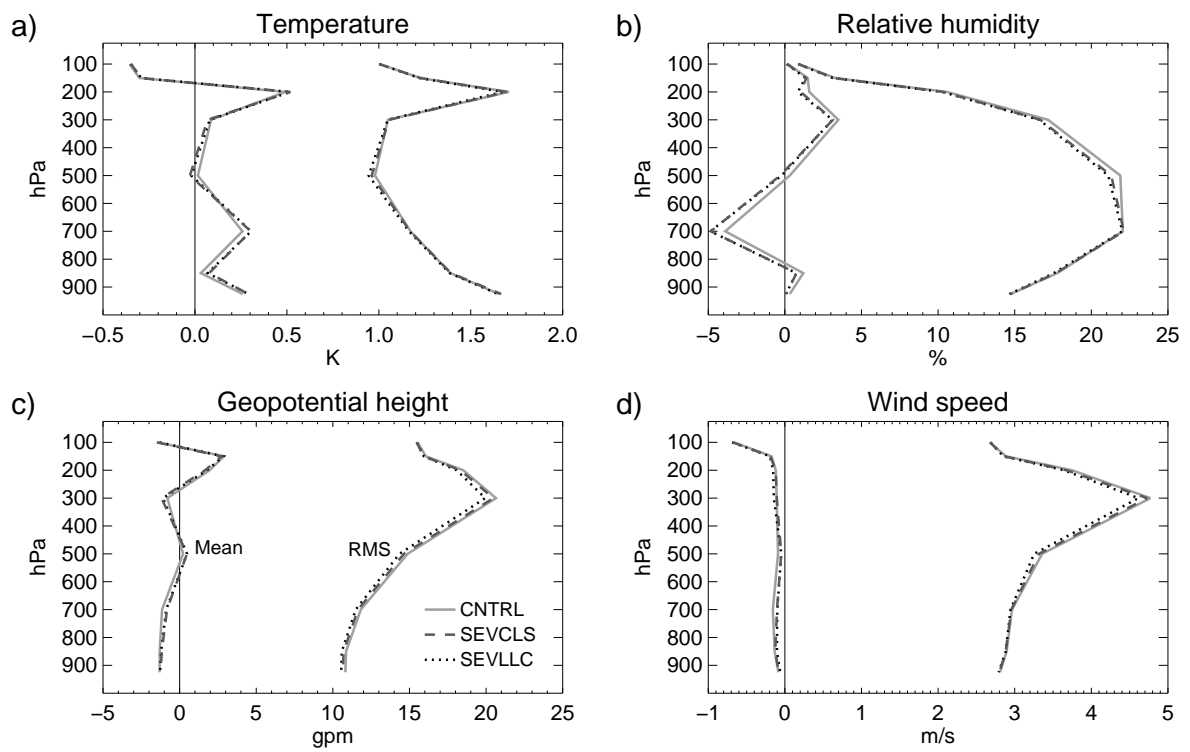 a) Temperature
100
200
300
400
500
600
700
800
900
hPa
−0.5 0.0 0.5 1.0 1.5 2.0
K
b) Relative humidity
100
200
300
400
500
600
700
800
900
hPa
−5 0 5 10 15 20 25
%
c) Geopotential height
100
200
300
400
500
600
700
800
900
hPa
Mean RMS
CNTRL
SEVCLS
SEVLLC
−5 0 5 10 15 20 25
gpm
d) Wind speed
100
200
300
400
500
600
700
800
900
hPa
−1 0 1 2 3 4 5
m/s